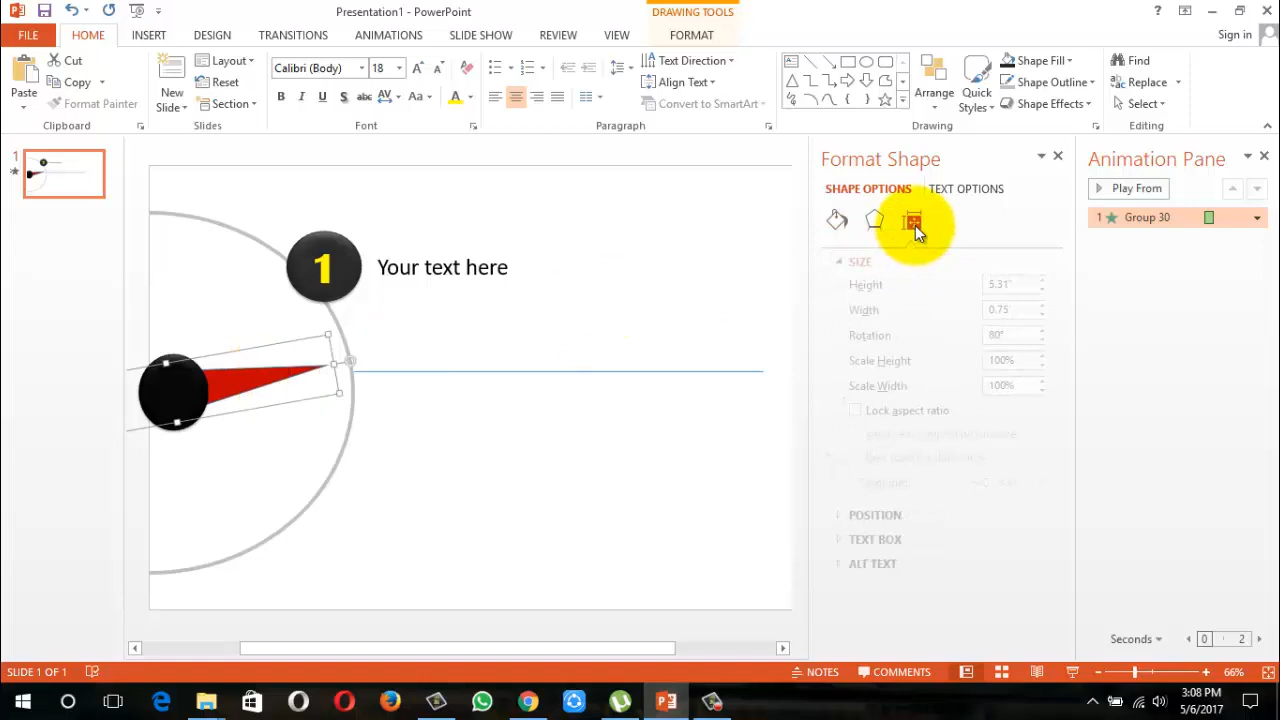 Presentation1 - PowerPoint
DRAWING TOOLS
?
FILE
HOME
INSERT
DESIGN
TRANSITIONS
ANIMATIONS
SLIDE SHOW
REVIEW
VIEW
FORMAT
Sign in
Paste
Cut
Copy
Format Painter
Clipboard
New Slide
Layout
Reset
Section
Slides
Calibri (Body)
18
B I U S abc AV Aa A
Font
Text Direction
Align Text
Convert to SmartArt
Paragraph
Arrange
Quick Styles
Shape Fill
Shape Outline
Shape Effects
Drawing
Find
Replace
Select
Editing
1
1
Your text here
Format Shape
SHAPE OPTIONS
TEXT OPTIONS
SIZE
Height 5.31"
Width 0.75"
Rotation 80°
Scale Height 100%
Scale Width 100%
Lock aspect ratio
POSITION
TEXT BOX
ALT TEXT
Animation Pane
Play From
1 Group 30
Seconds
0 2
SLIDE 1 OF 1
NOTES
COMMENTS
66%
3:08 PM
5/6/2017